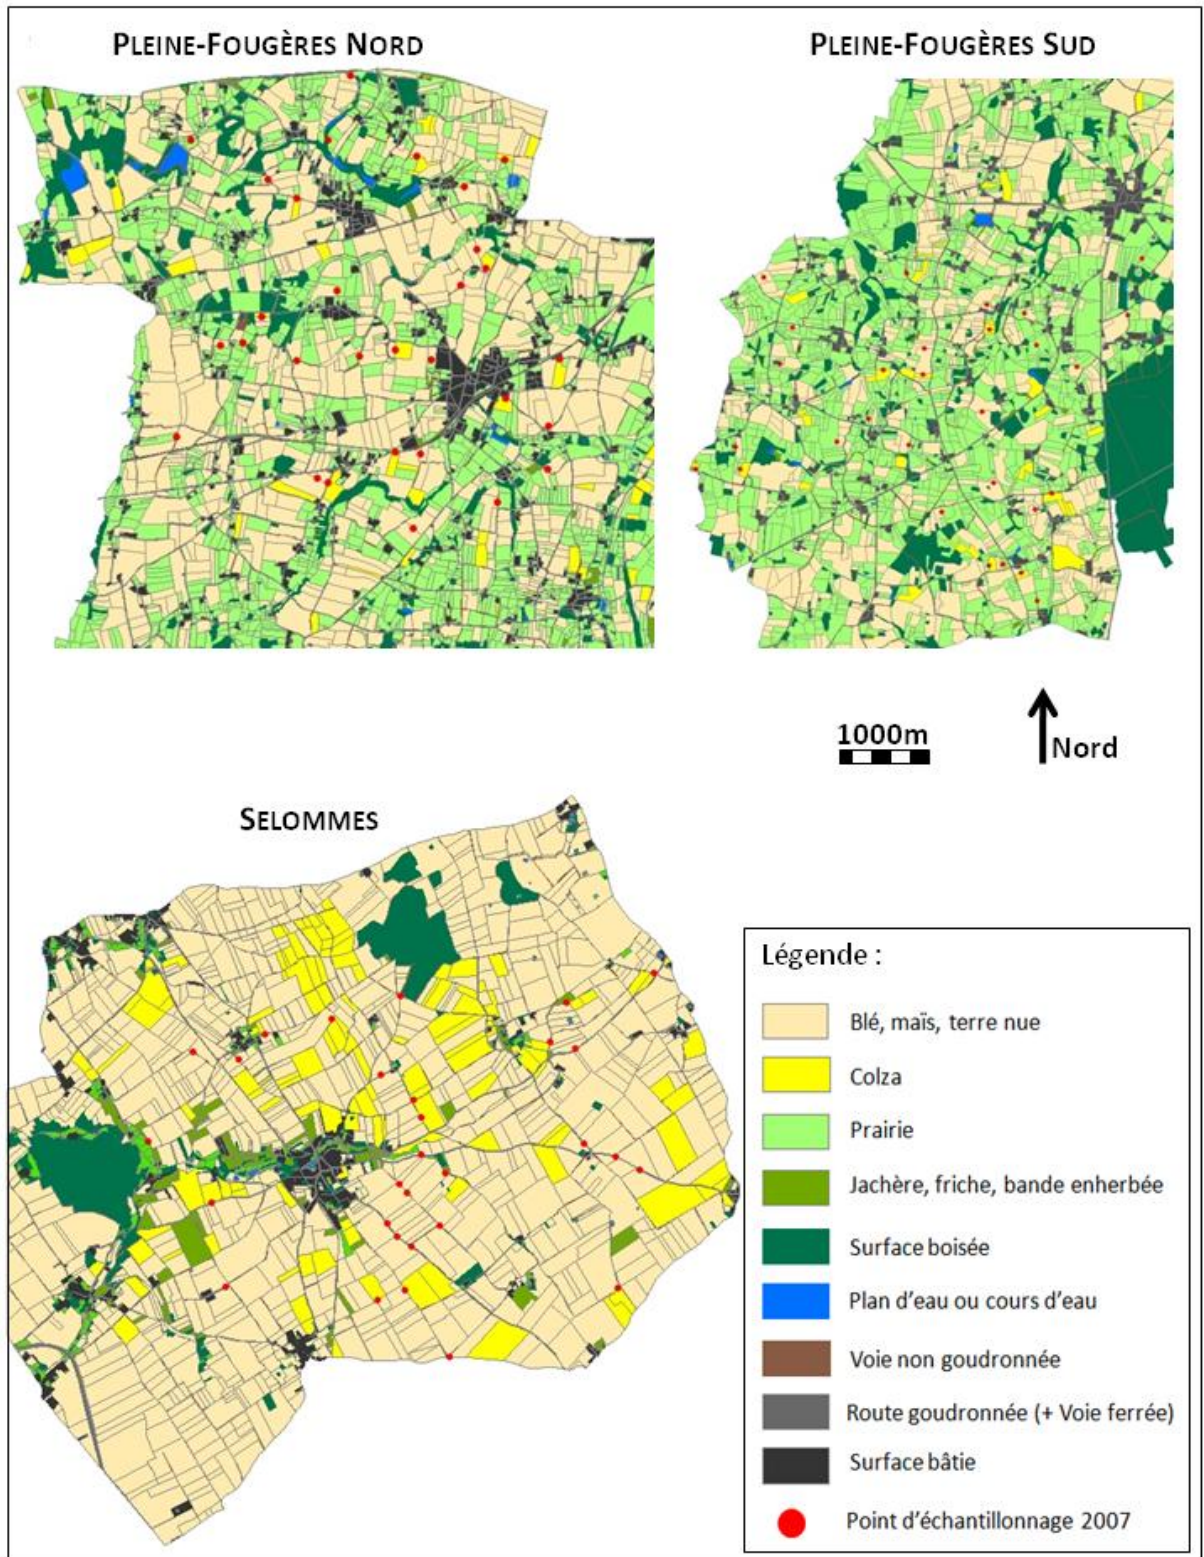 PLEINE-FOUGÈRES NORD
PLEINE-FOUGÈRES SUD
1000m
Nord
SELOMMES
Légende :
Blé, maïs, terre nue
Colza
Prairie
Jachère, friche, bande enherbée
Surface boisée
Plan d'eau ou cours d'eau
Voie non goudronnée
Route goudronnée (+ Voie ferrée)
Surface bâtie
Point d'échantillonnage 2007